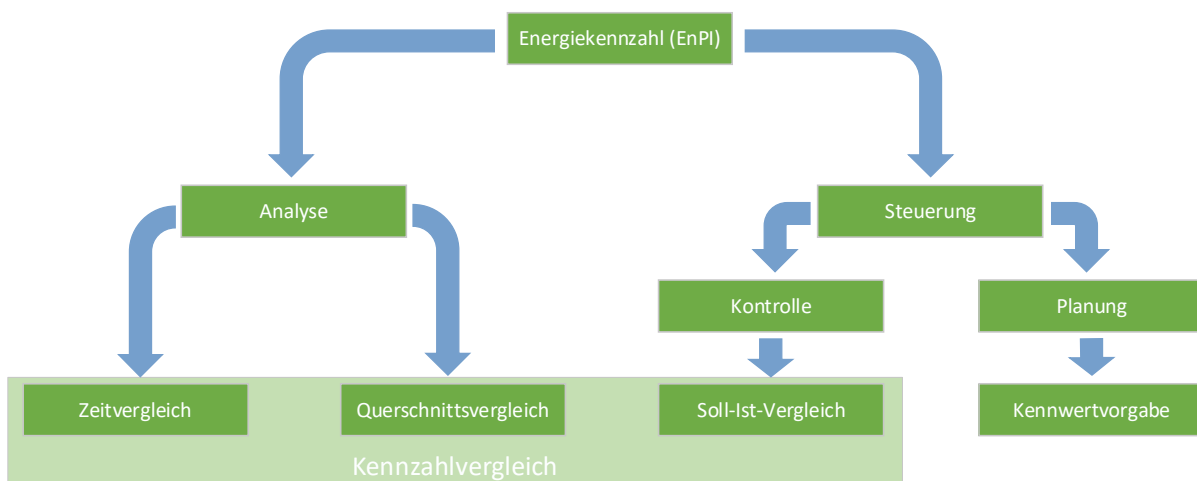 Energiekennzahl (EnPI)
Analyse
Steuerung
Kontrolle
Planung
Zeitvergleich
Querschnittsvergleich
Soll-Ist-Vergleich
Kennwertvorgabe
Kennzahlvergleich